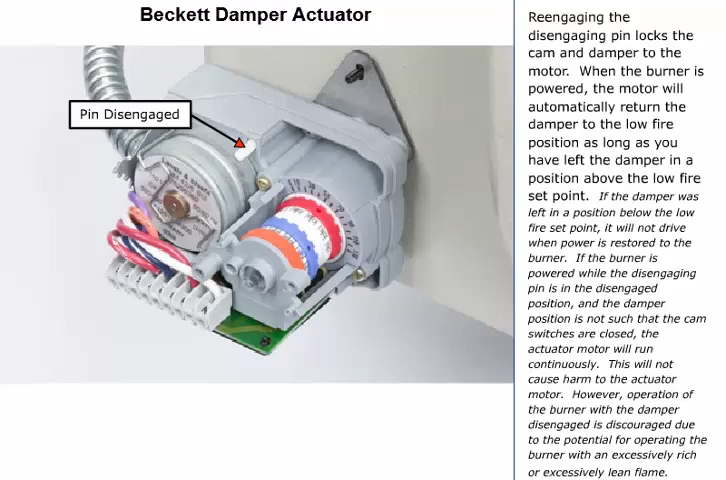 Beckett Damper Actuator
Pin Disengaged
Reengaging the
disengaging pin locks the
cam and damper to the
motor.  When the burner is
powered, the motor will
automatically return the
damper to the low fire
position as long as you
have left the damper in a
position above the low fire
set point.  If the damper was
left in a position below the low
fire set point, it will not drive
when power is restored to the
burner.  If the burner is
powered while the disengaging
pin is in the disengaged
position, and the damper
position is not such that the cam
switches are closed, the
actuator motor will run
continuously.  This will not
cause harm to the actuator
motor.  However, operation of
the burner with the damper
disengaged is discouraged due
to the potential for operating the
burner with an excessively rich
or excessively lean flame.